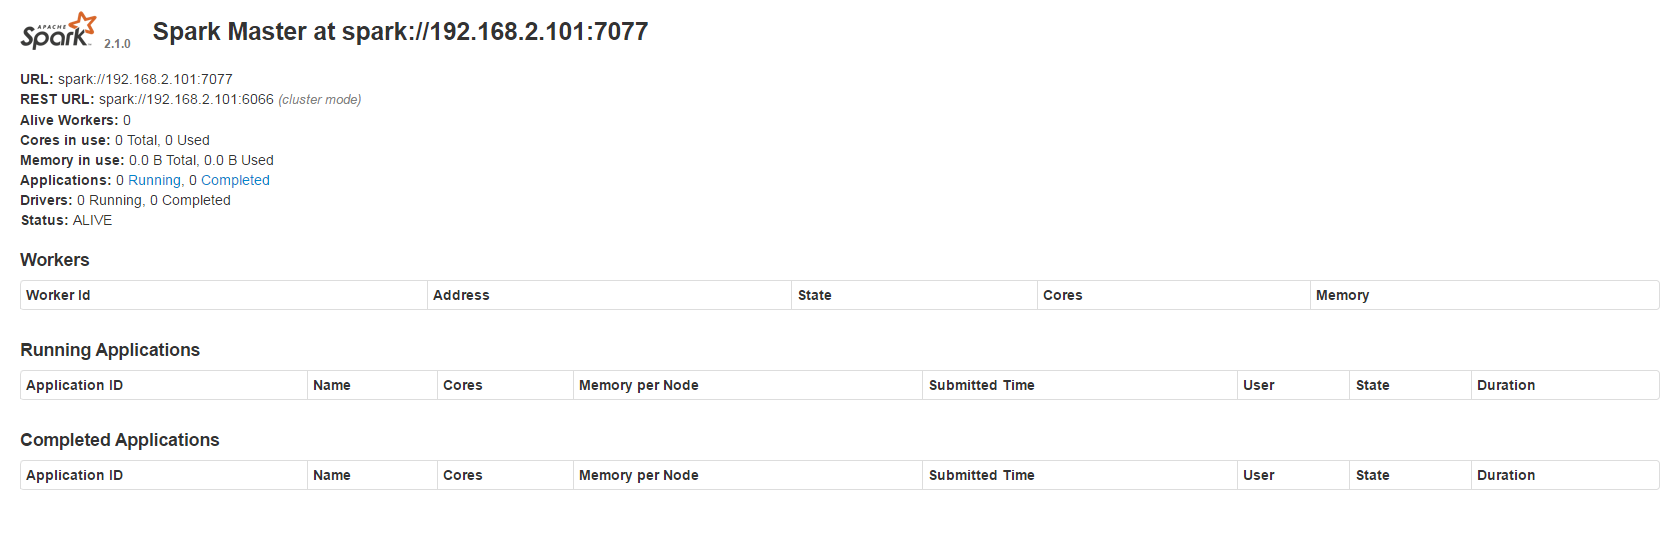 APACHE
Spark 2.1.0 Spark Master at spark://192.168.2.101:7077
URL: spark://192.168.2.101:7077
REST URL: spark://192.168.2.101:6066 (cluster mode)
Alive Workers: 0
Cores in use: 0 Total, 0 Used
Memory in use: 0.0 B Total, 0.0 B Used
Applications: 0 Running, 0 Completed
Drivers: 0 Running, 0 Completed
Status: ALIVE
Workers
Worker Id Address State Cores Memory
Running Applications
Application ID Name Cores Memory per Node Submitted Time User State Duration
Completed Applications
Application ID Name Cores Memory per Node Submitted Time User State Duration